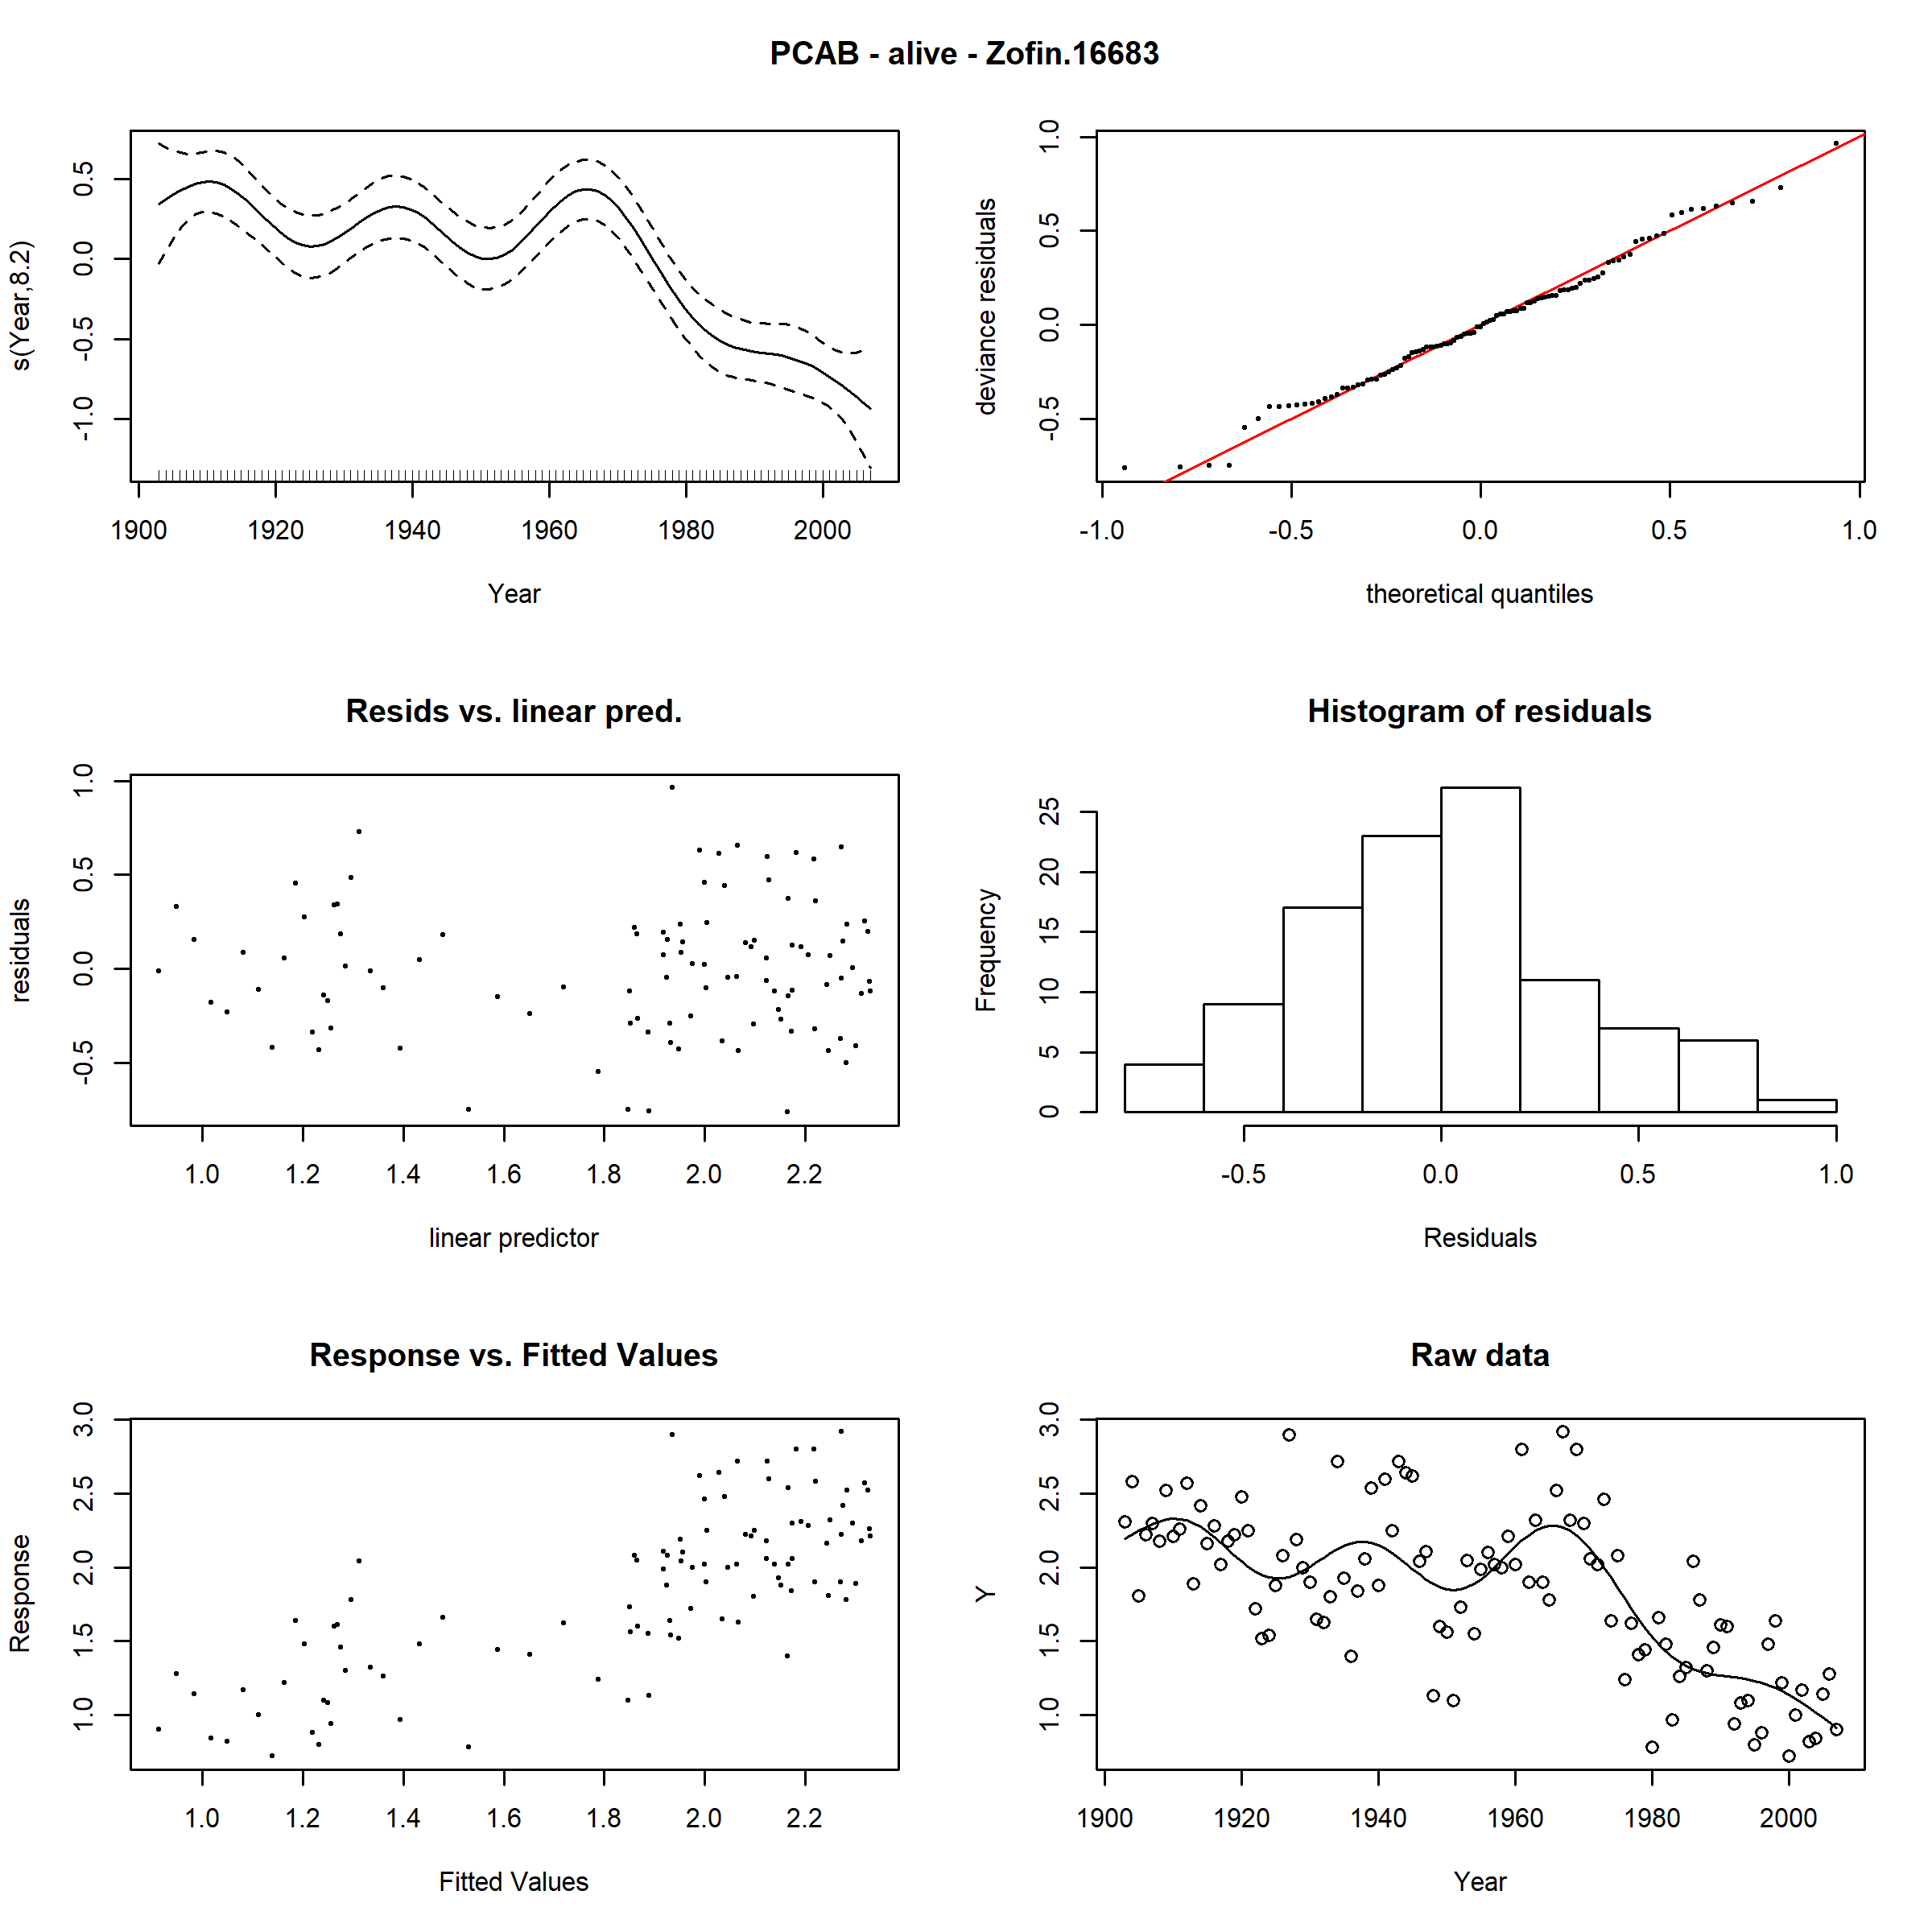 PCAB - alive - Zofin.16683
s(Year,8.2)
0.5
0.0
-0.5
-1.0
1900 1920 1940 1960 1980 2000
Year
deviance residuals
1.0
0.5
0.0
-0.5
-1.0 -0.5 0.0 0.5 1.0
theoretical quantiles
Resids vs. linear pred.
residuals
1.0
0.5
0.0
-0.5
1.0 1.2 1.4 1.6 1.8 2.0 2.2
linear predictor
Histogram of residuals
Frequency
25
20
15
10
5
0
-0.5 0.0 0.5 1.0
Residuals
Response vs. Fitted Values
Response
3.0
2.5
2.0
1.5
1.0
1.0 1.2 1.4 1.6 1.8 2.0 2.2
Fitted Values
Raw data
Y
3.0
2.5
2.0
1.5
1.0
1900 1920 1940 1960 1980 2000
Year